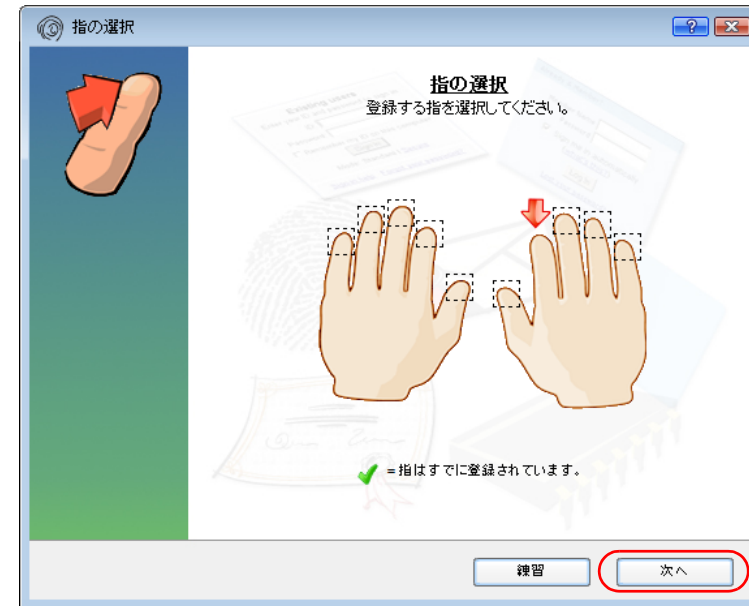 指の選択
指の選択
登録する指を選択してください。
=指はすでに登録されています。
練習
次へ